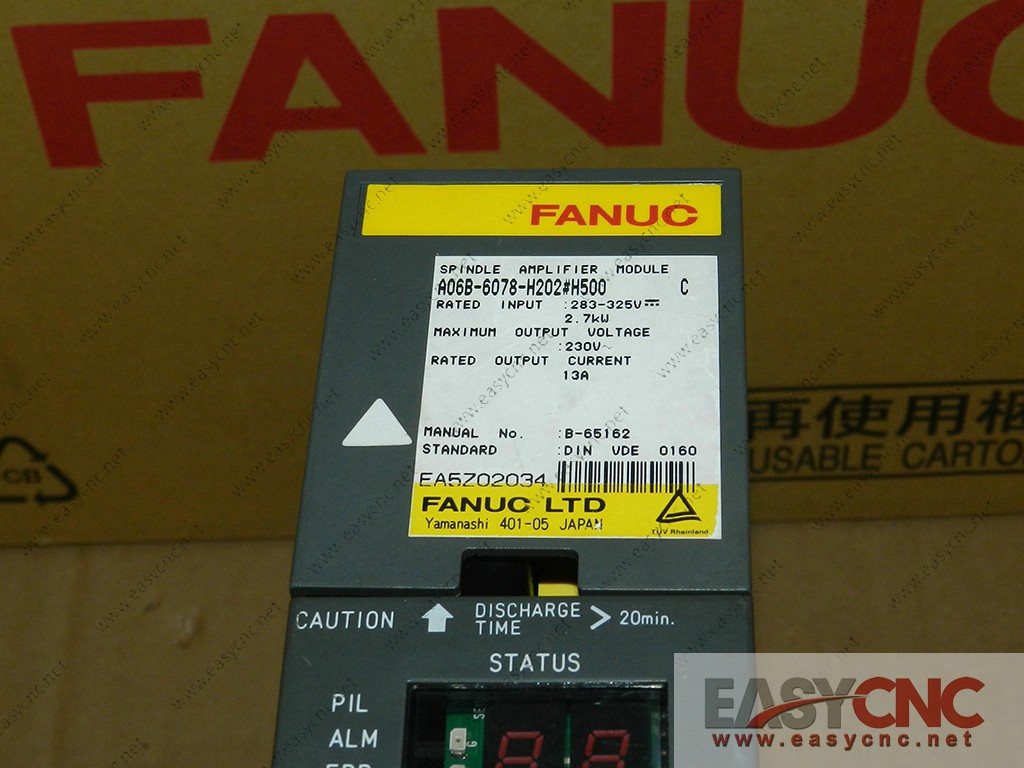 FANUC
FANUC
SPINDLE AMPLIFIER MODULE
A06B-6078-H202#H500 C
RATED INPUT :283-325V⎓
2.7kW
MAXIMUM OUTPUT VOLTAGE
:230V~
RATED OUTPUT CURRENT
13A
MANUAL No. :B-65162
STANDARD :DIN VDE 0160
EA5Z02034
FANUC LTD
Yamanashi 401-05 JAPAN
TÜV Rheinland
再使用梱
USABLE CARTO
CB
CAUTION DISCHARGE TIME > 20min.
STATUS
PIL
ALM
EASYCNC
www.easycnc.net